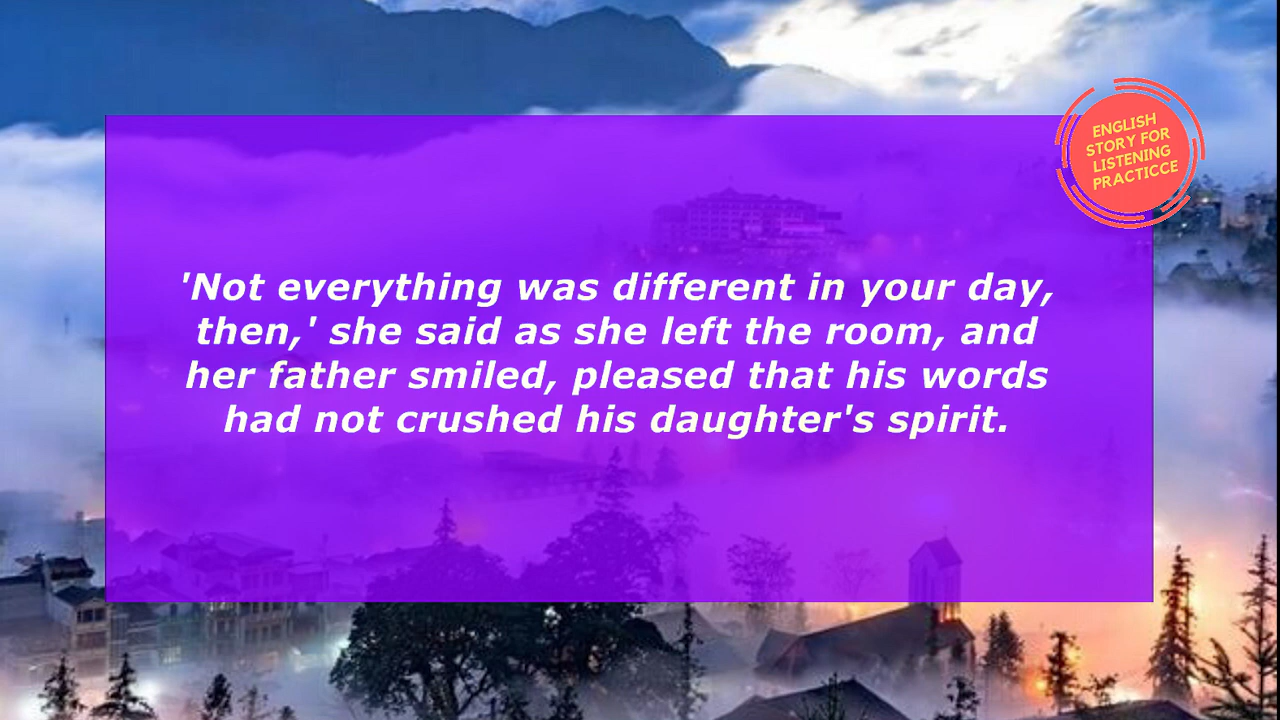 ENGLISH
STORY FOR
LISTENING
PRACTICCE
'Not everything was different in your day,
then,' she said as she left the room, and
her father smiled, pleased that his words
had not crushed his daughter's spirit.